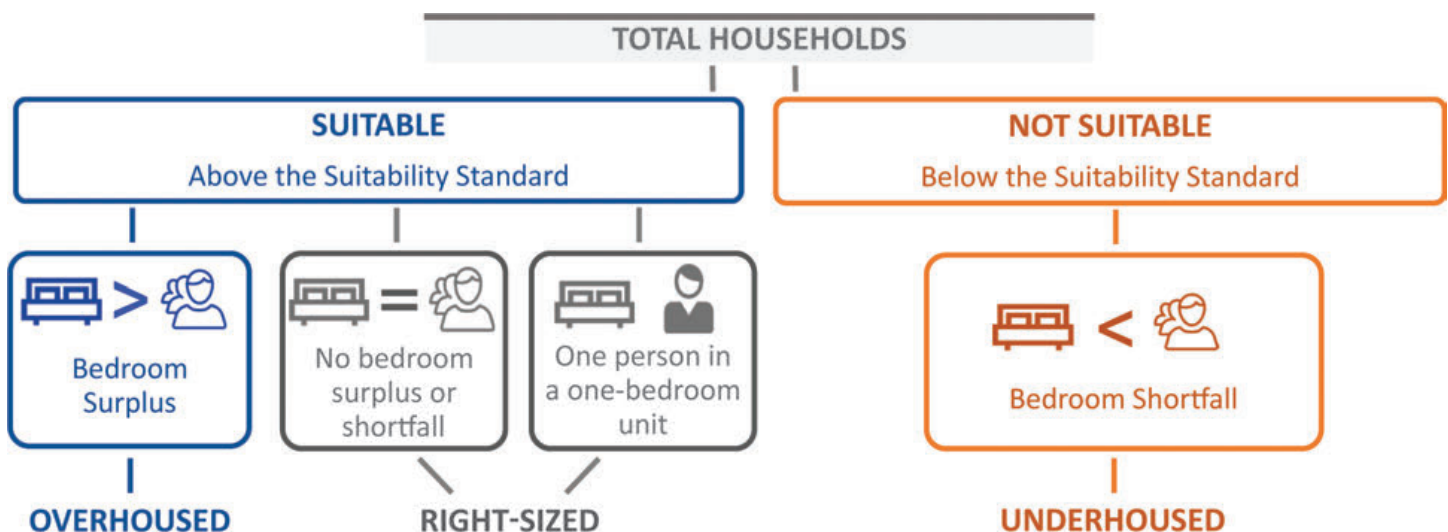 TOTAL HOUSEHOLDS
SUITABLE
Above the Suitability Standard
NOT SUITABLE
Below the Suitability Standard
>
Bedroom
Surplus
=
No bedroom
surplus or
shortfall
One person in
a one-bedroom
unit
<
Bedroom Shortfall
OVERHOUSED
RIGHT-SIZED
UNDERHOUSED